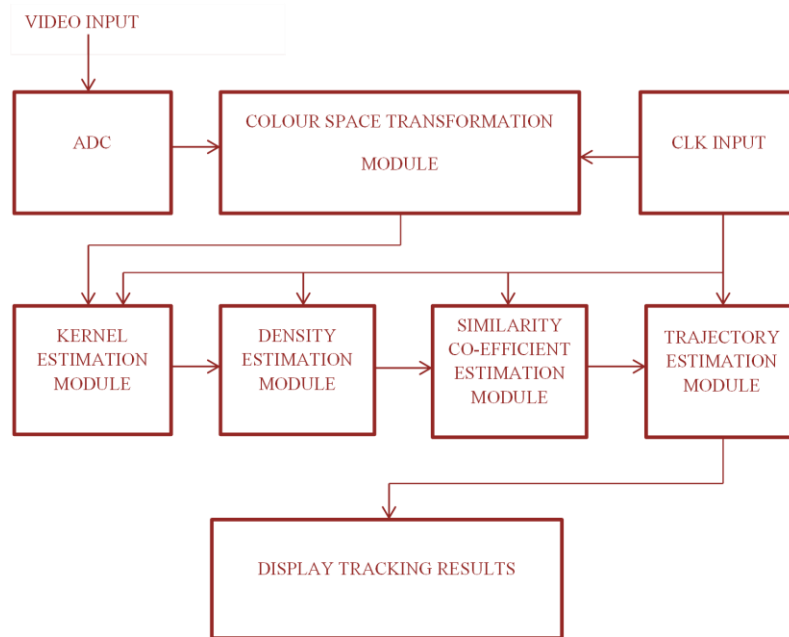 VIDEO INPUT
ADC
COLOUR SPACE TRANSFORMATION
MODULE
CLK INPUT
KERNEL
ESTIMATION
MODULE
DENSITY
ESTIMATION
MODULE
SIMILARITY
CO-EFFICIENT
ESTIMATION
MODULE
TRAJECTORY
ESTIMATION
MODULE
DISPLAY TRACKING RESULTS